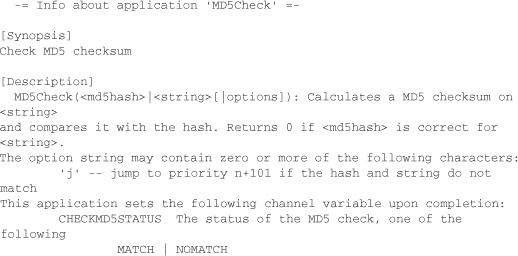 -= Info about application 'MD5Check' =-
[Synopsis]
Check MD5 checksum
[Description]
MD5Check(<md5hash>|<string>[|options]): Calculates a MD5 checksum on
<string>
and compares it with the hash. Returns 0 if <md5hash> is correct for
<string>.
The option string may contain zero or more of the following characters:
'j' -- jump to priority n+101 if the hash and string do not
match
This application sets the following channel variable upon completion:
CHECKMD5STATUS  The status of the MD5 check, one of the
following
MATCH | NOMATCH